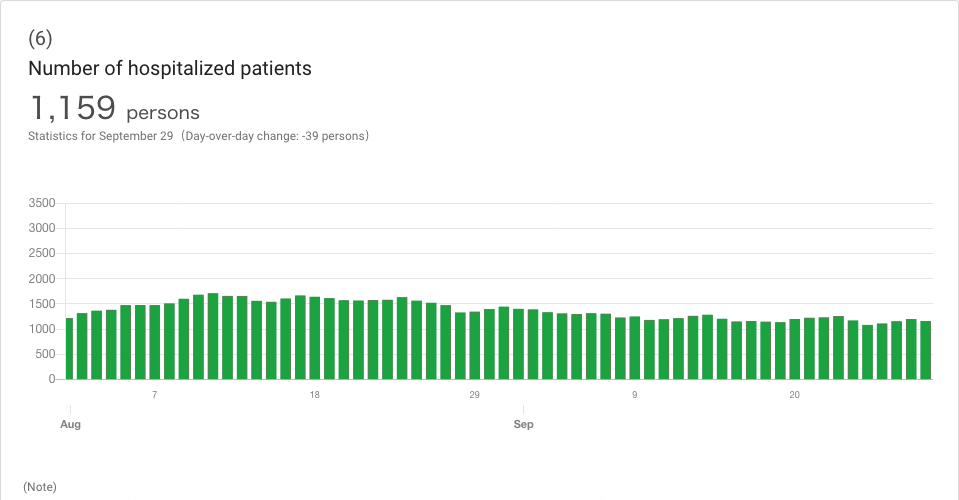 (6)
Number of hospitalized patients
1,159 persons
Statistics for September 29（Day-over-day change: -39 persons）
3500
3000
2500
2000
1500
1000
500
0
7 18 29 9 20
Aug Sep
(Note)